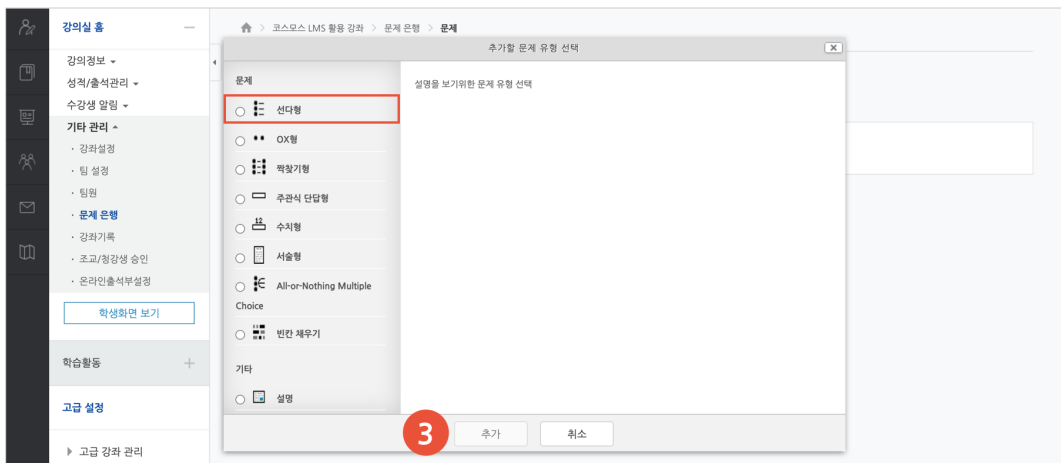 강의실 홈
강의정보
성적/출석관리
수강생 알림
기타 관리
· 강좌설정
· 팀 설정
· 팀원
· 문제 은행
· 강좌기록
· 조교/청강생 승인
· 온라인출석부설정
학생화면 보기
학습활동
고급 설정
고급 강좌 관리
코스모스 LMS 활용 강좌 > 문제 은행 > 문제
추가할 문제 유형 선택
문제
선다형
OX형
짝찾기형
주관식 단답형
12 수치형
서술형
All-or-Nothing Multiple
Choice
빈칸 채우기
기타
설명
설명을 보기위한 문제 유형 선택
3
추가
취소